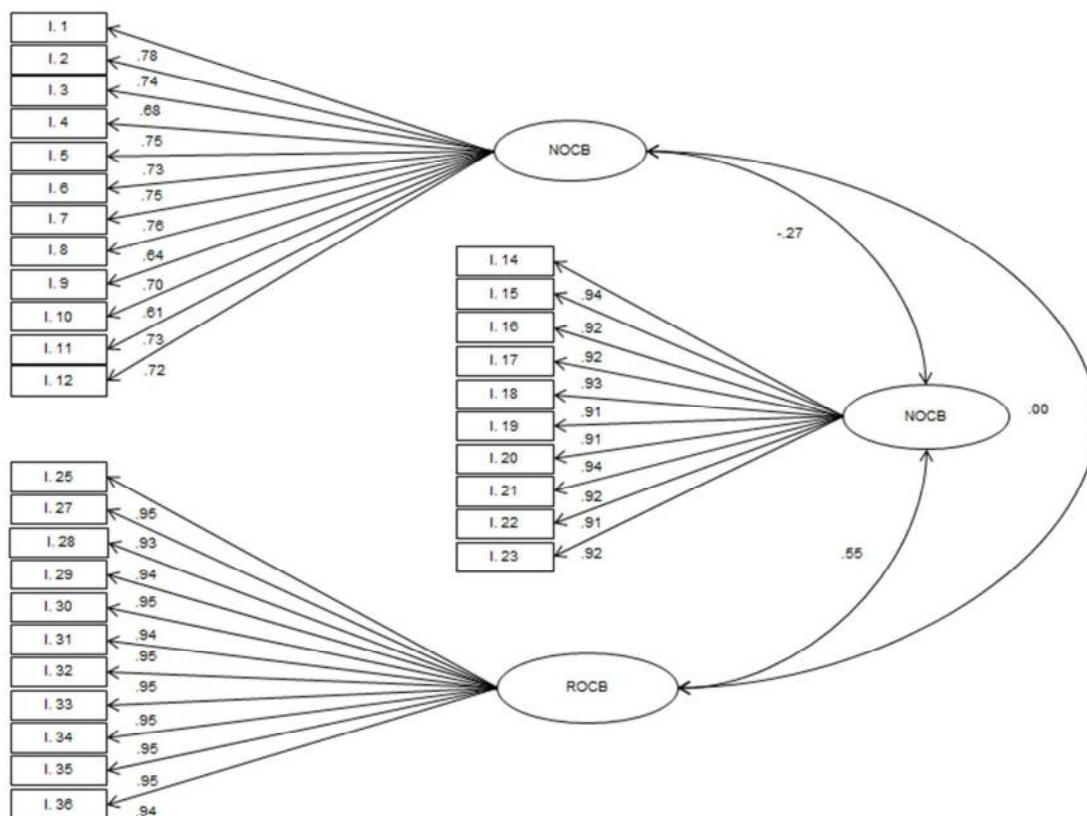 I. 1
I. 2
I. 3
I. 4
I. 5
I. 6
I. 7
I. 8
I. 9
I. 10
I. 11
I. 12
.78
.74
.68
.75
.73
.75
.76
.64
.70
.61
.73
.72
NOCB
-.27
I. 14
I. 15
I. 16
I. 17
I. 18
I. 19
I. 20
I. 21
I. 22
I. 23
.94
.92
.92
.93
.91
.91
.94
.92
.91
.92
NOCB
.00
.55
I. 25
I. 27
I. 28
I. 29
I. 30
I. 31
I. 32
I. 33
I. 34
I. 35
I. 36
.95
.93
.94
.95
.94
.95
.95
.95
.95
.95
.94
ROCB